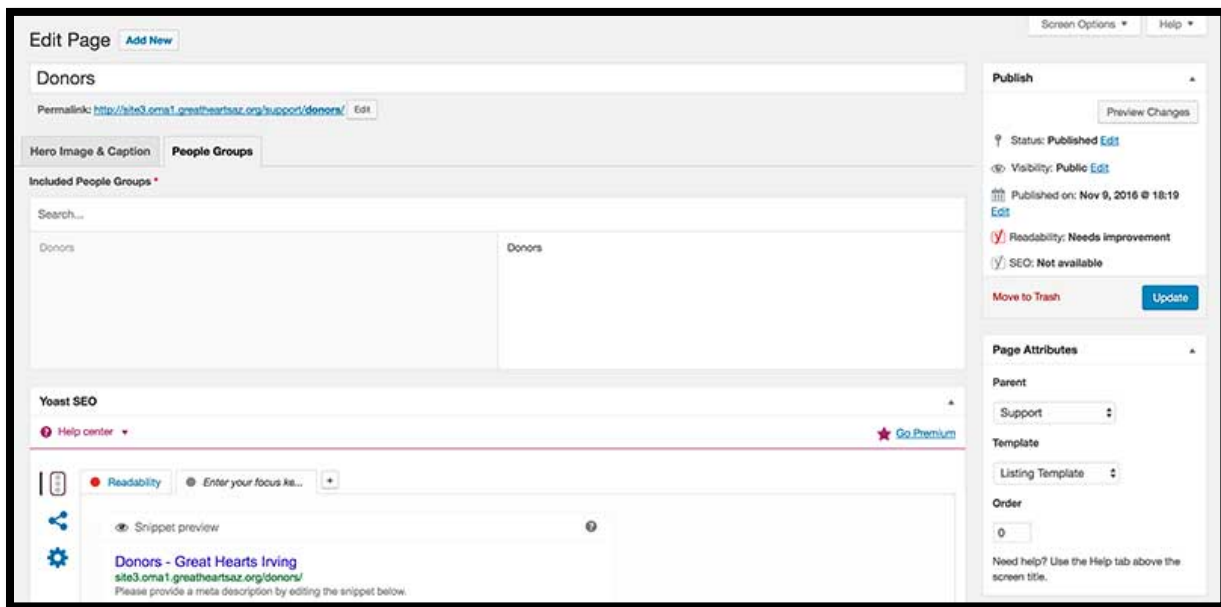 Screen Options
Help
Edit Page Add New
Donors
Permalink: http://site3.oma1.greatheartsaz.org/support/donors/ Edit
Hero Image & Caption People Groups
Included People Groups *
Search...
Donors Donors
Yoast SEO
Help center
Go Premium
Readability Enter your focus ke... +
Snippet preview
Donors - Great Hearts Irving
site3.oma1.greatheartsaz.org/donors/
Please provide a meta description by editing the snippet below.
Publish
Preview Changes
Status: Published Edit
Visibility: Public Edit
Published on: Nov 9, 2016 @ 18:19
Edit
Readability: Needs improvement
SEO: Not available
Move to Trash Update
Page Attributes
Parent
Support
Template
Listing Template
Order
0
Need help? Use the Help tab above the
screen title.